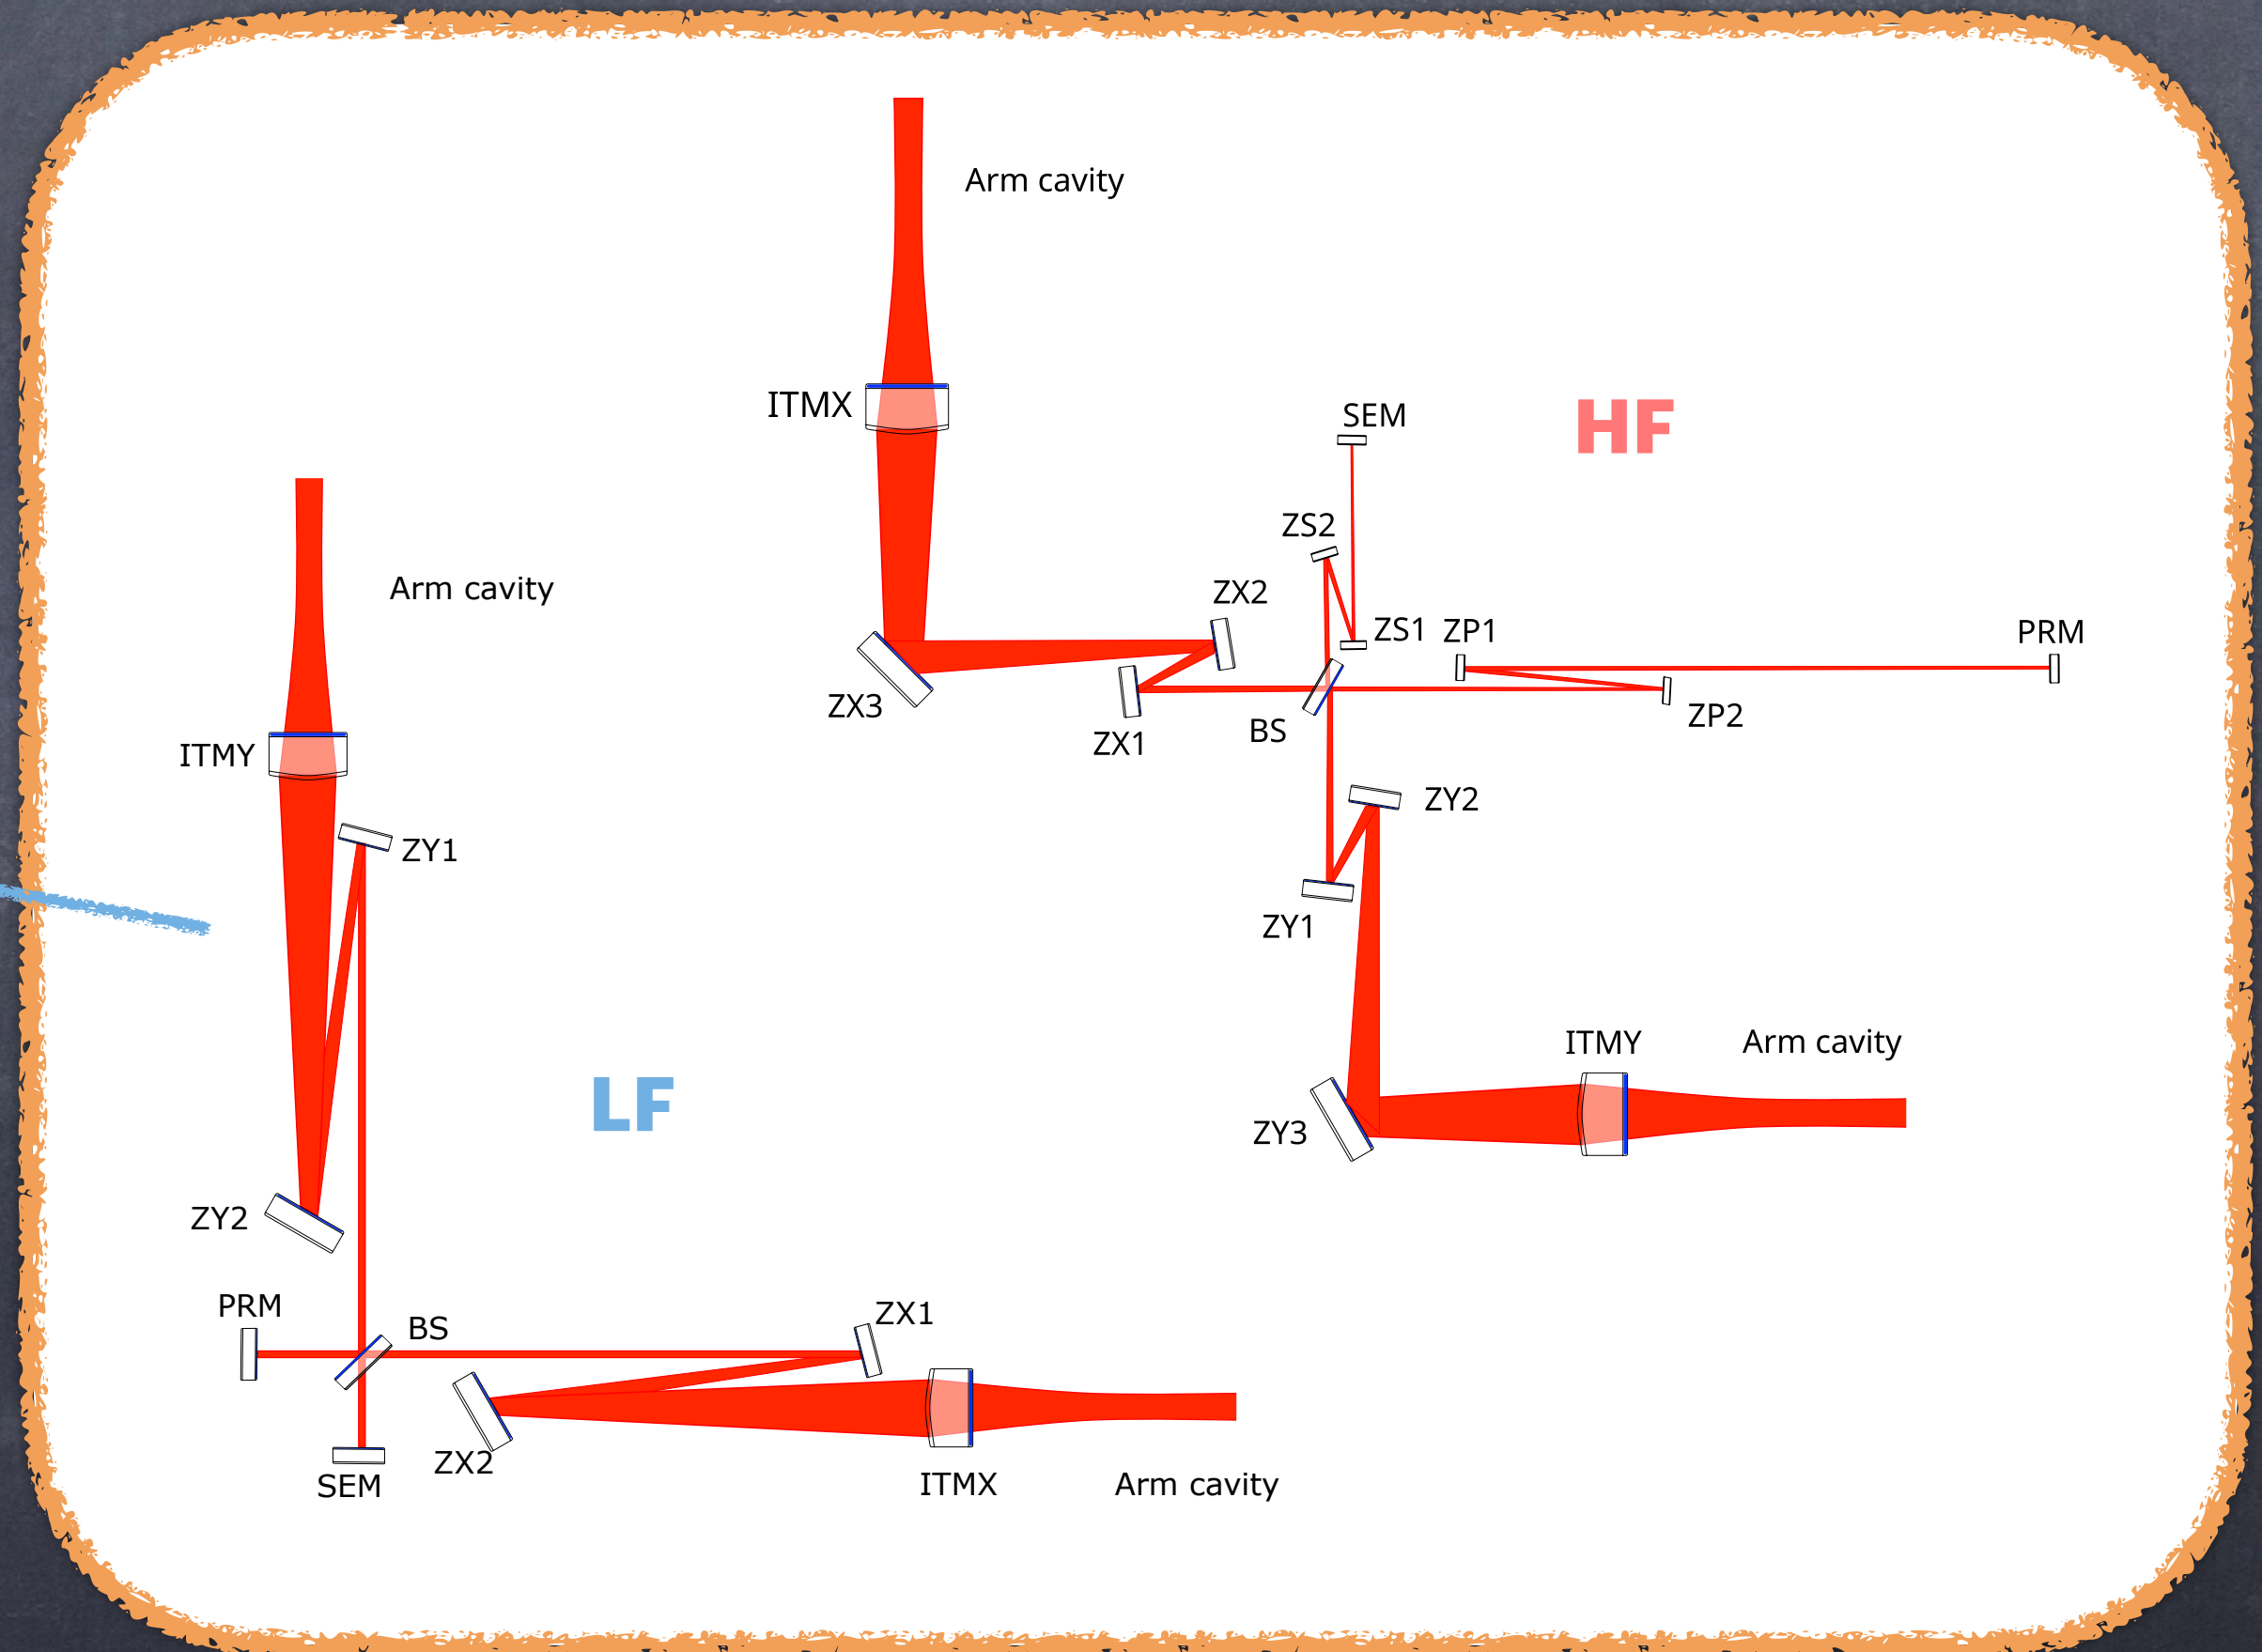 Arm cavity
ITMX
SEM
HF
ZS2
ZX2
ZS1
ZP1
PRM
ZX3
ZX1
BS
ZP2
ZY2
ZY1
ITMY
Arm cavity
ZY3
Arm cavity
ITMY
ZY1
LF
ZY2
PRM
BS
ZX1
ZX2
SEM
ITMX
Arm cavity